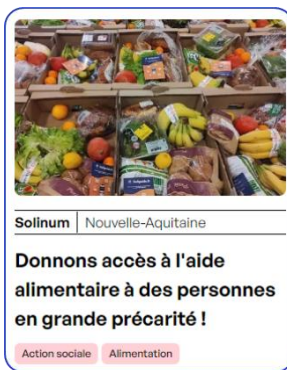 Solinum | Nouvelle-Aquitaine
Donnons accès à l'aide
alimentaire à des personnes
en grande précarité !
Action sociale Alimentation